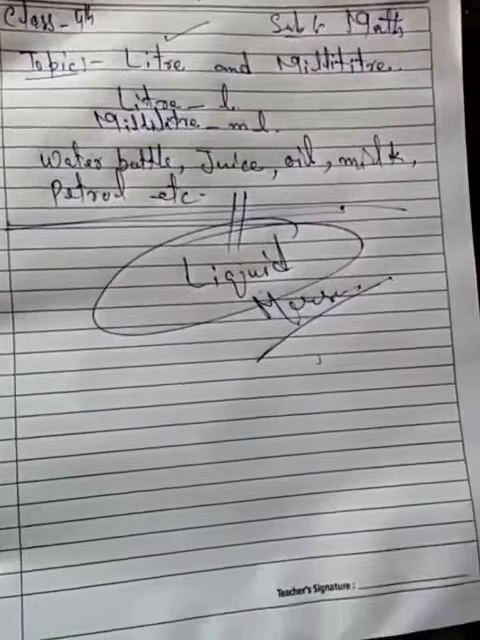 Class - 4th Sub :- Math
Topic :- Litre and Millilitre.
Litre - l.
Millilitre - ml.
Water bottle, Juice, oil, milk,
Petrol etc.
Liquid
Teacher's Signature :